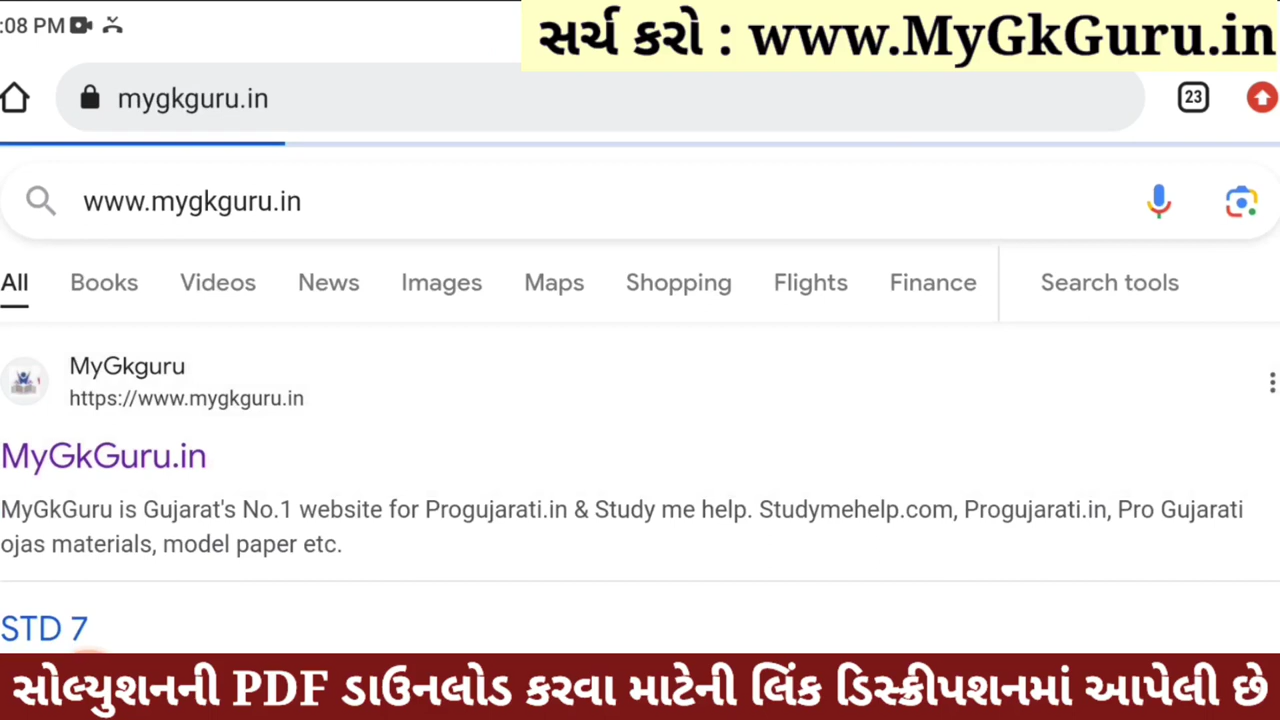 :08 PM
સર્ચ કરો : www.MyGkGuru.in
mygkguru.in
23
www.mygkguru.in
All Books Videos News Images Maps Shopping Flights Finance Search tools
MyGkguru
https://www.mygkguru.in
MyGkGuru.in
MyGkGuru is Gujarat's No.1 website for Progujarati.in & Study me help. Studymehelp.com, Progujarati.in, Pro Gujarati
ojas materials, model paper etc.
STD 7
સોલ્યુશનની PDF ડાઉનલોડ કરવા માટેની લિંક ડિસ્ક્રીપશનમાં આપેલી છે